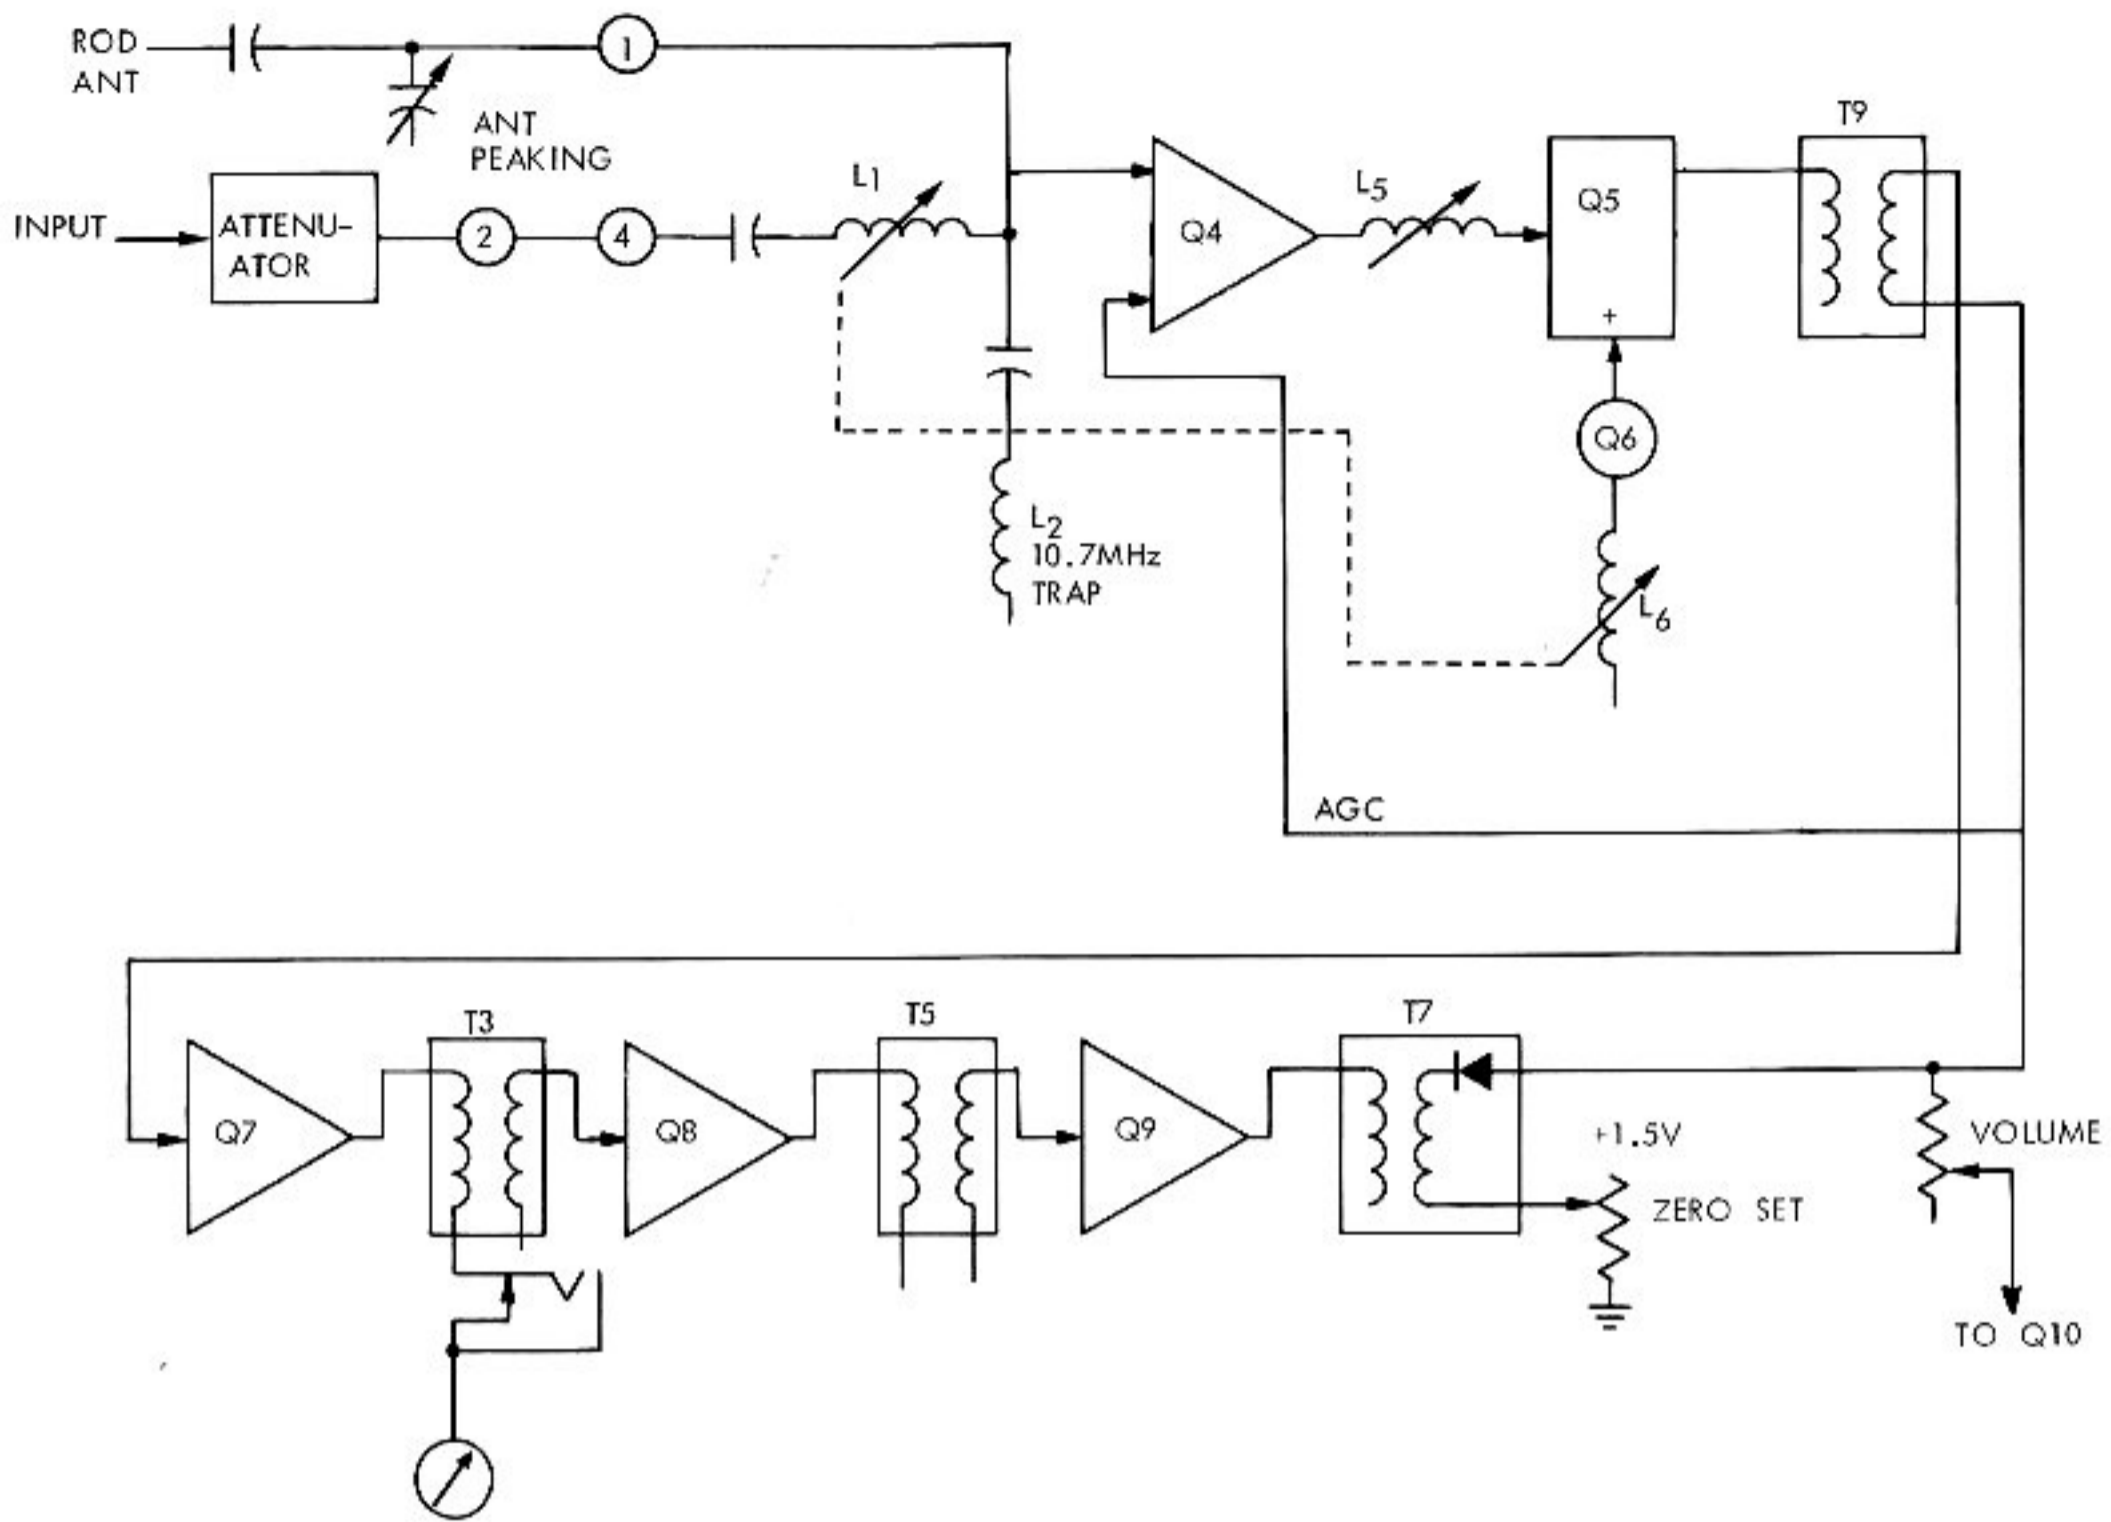 ROD
ANT
1
ANT
PEAKING
INPUT
ATTENU-
ATOR
2
4
L1
Q4
L5
Q5
+
T9
Q6
L6
L2
10.7MHz
TRAP
AGC
Q7
T3
Q8
T5
Q9
T7
+1.5V
ZERO SET
VOLUME
TO Q10